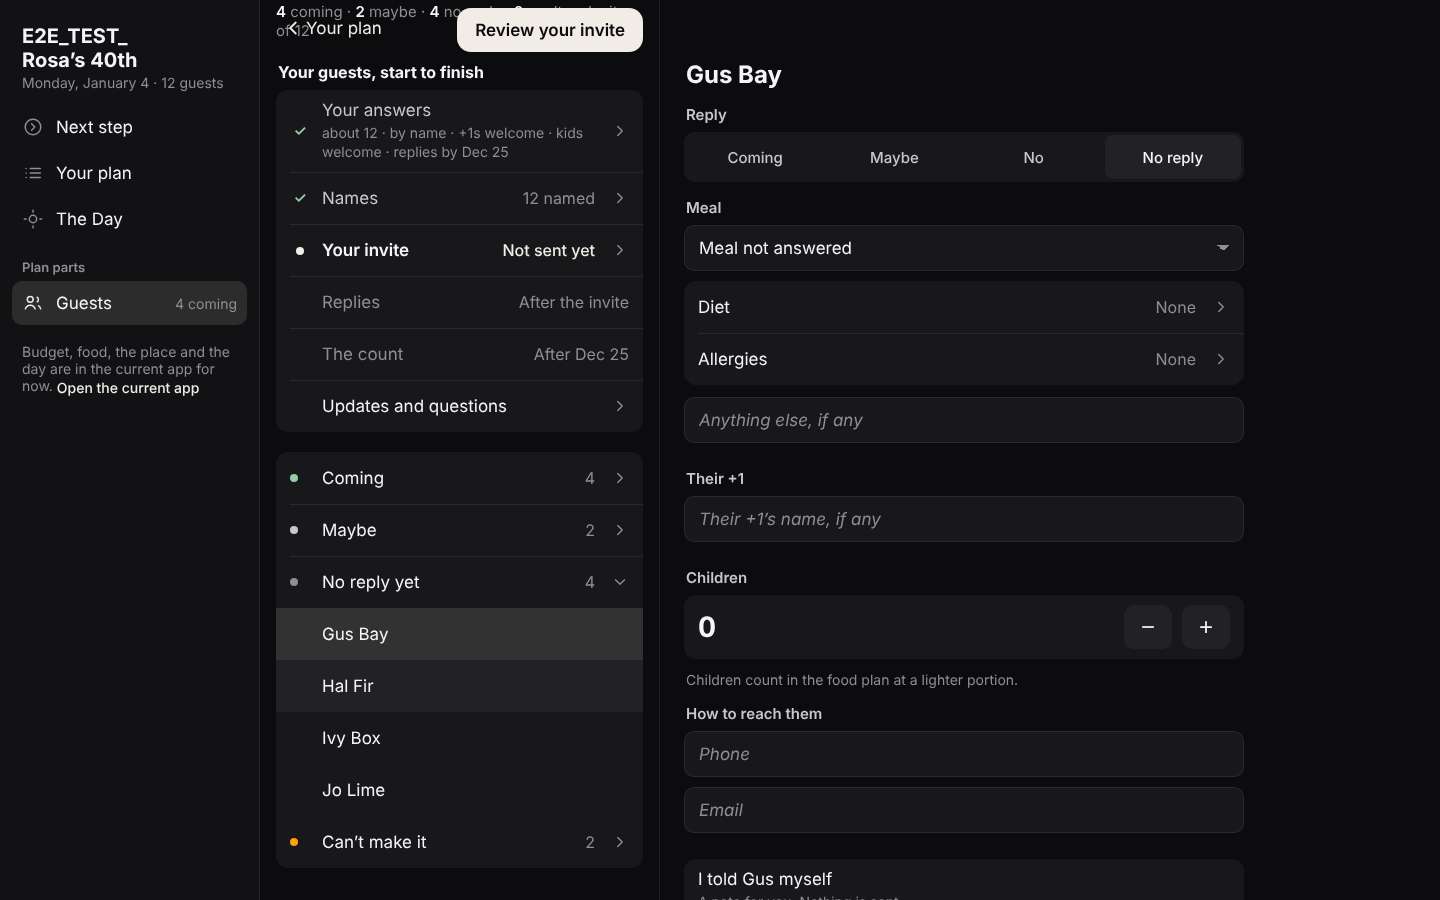 E2E_TEST_
Rosa’s 40th
Monday, January 4 · 12 guests
Next step
Your plan
The Day
Plan parts
Guests 4 coming
Budget, food, the place and the
day are in the current app for
now. Open the current app
4 coming · 2 maybe · 4 no
of 12
Your plan
Review your invite
Your guests, start to finish
Your answers
about 12 · by name · +1s welcome · kids
welcome · replies by Dec 25
Names 12 named
Your invite Not sent yet
Replies After the invite
The count After Dec 25
Updates and questions
Coming 4
Maybe 2
No reply yet 4
Gus Bay
Hal Fir
Ivy Box
Jo Lime
Can’t make it 2
Gus Bay
Reply
Coming Maybe No No reply
Meal
Meal not answered
Diet None
Allergies None
Anything else, if any
Their +1
Their +1’s name, if any
Children
0
Children count in the food plan at a lighter portion.
How to reach them
Phone
Email
I told Gus myself